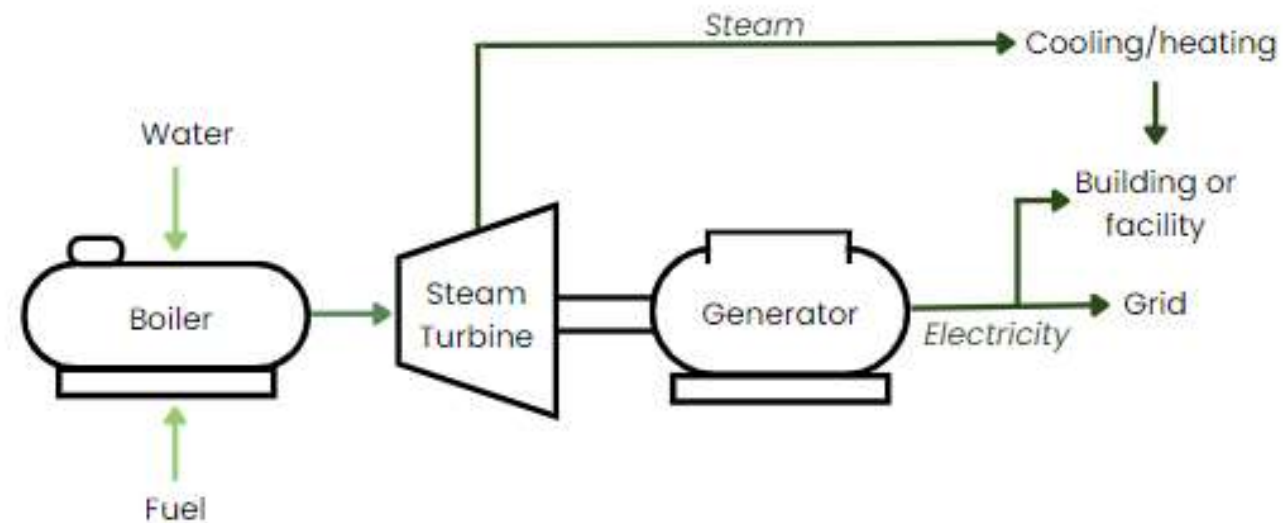 Steam
Cooling/heating
Water
Building or
facility
Boiler
Steam
Turbine
Generator
Grid
Electricity
Fuel